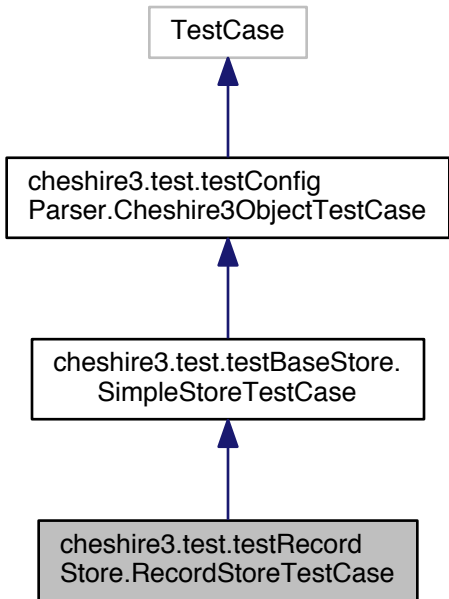 TestCase
cheshire3.test.testConfig
Parser.Cheshire3ObjectTestCase
cheshire3.test.testBaseStore.
SimpleStoreTestCase
cheshire3.test.testRecord
Store.RecordStoreTestCase